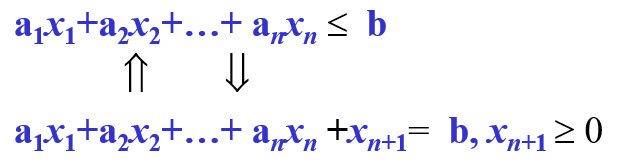 a₁x₁+a₂x₂+…+ aₙxₙ ≤ b
⇑ ⇓
a₁x₁+a₂x₂+…+ aₙxₙ +xₙ₊₁= b, xₙ₊₁ ≥ 0